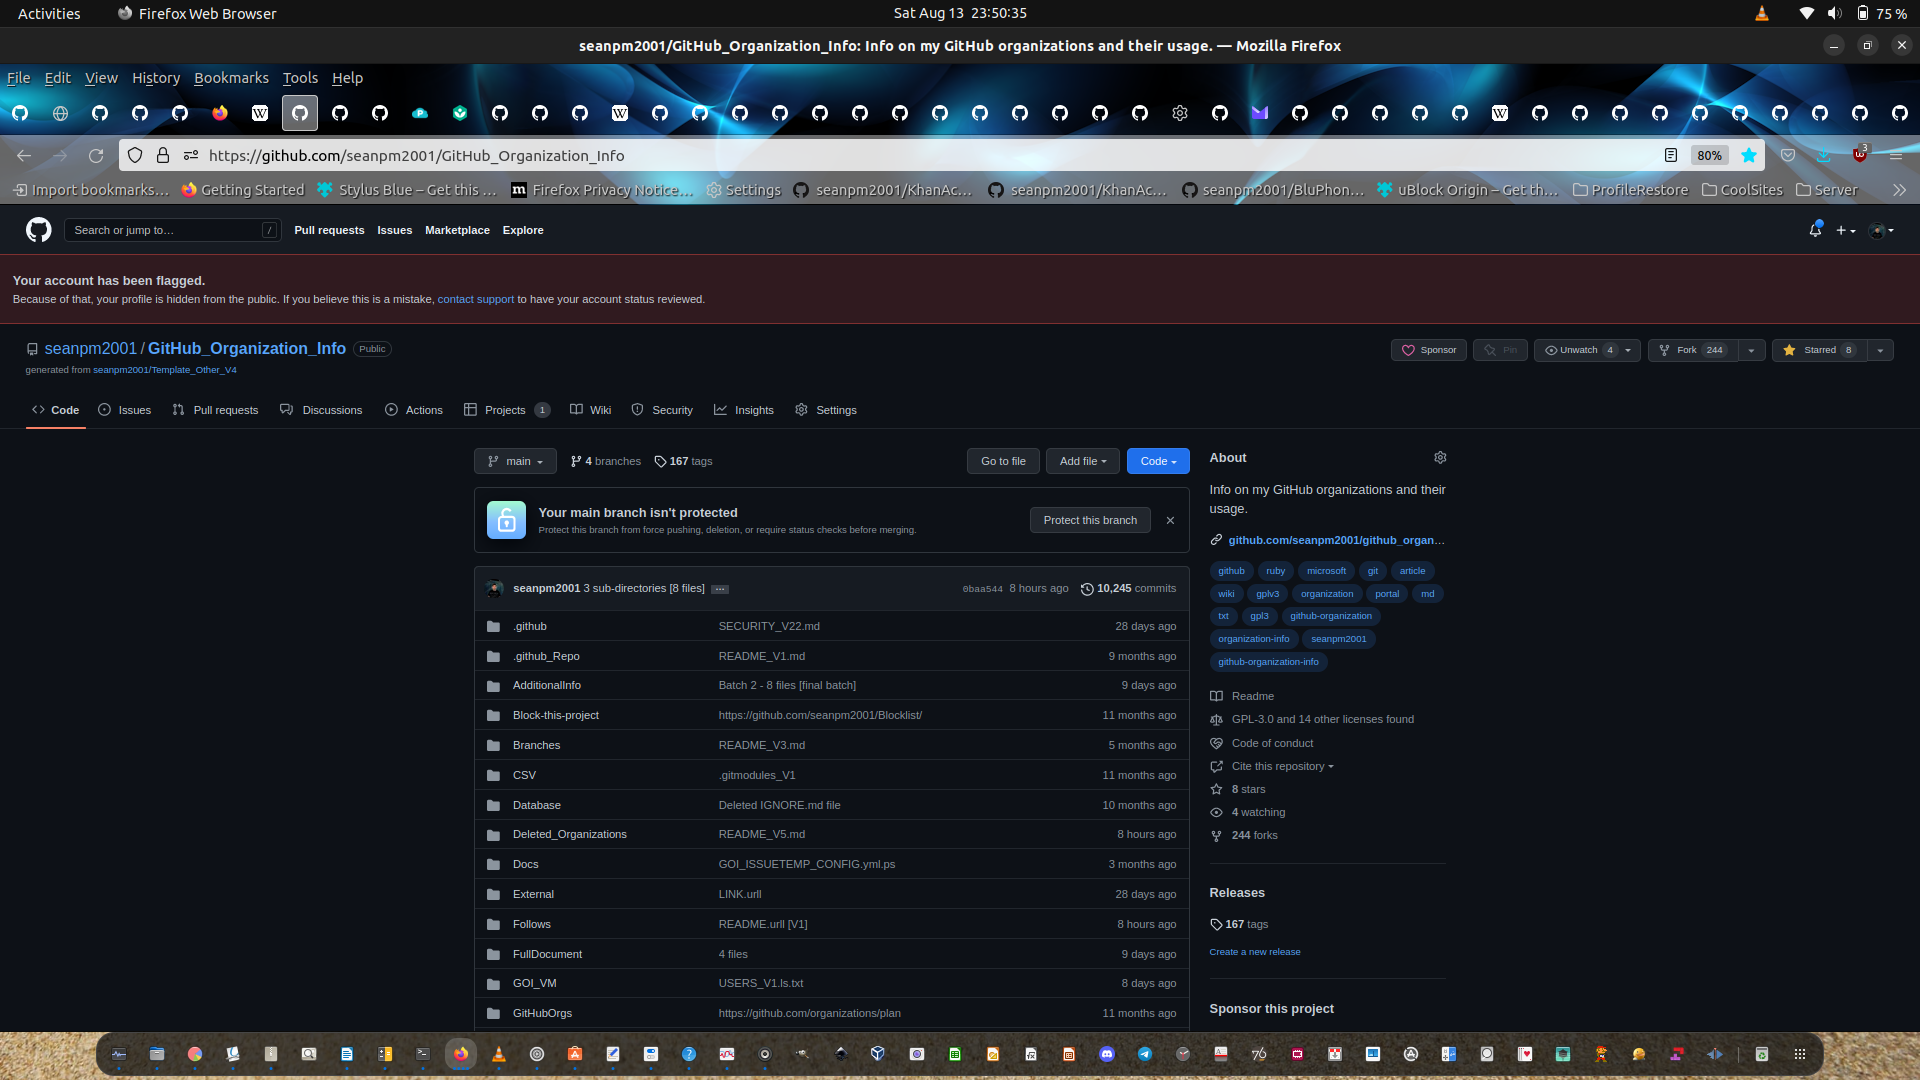 Activities Firefox Web Browser Sat Aug 13 23:50:35 75 %
seanpm2001/GitHub_Organization_Info: Info on my GitHub organizations and their usage. — Mozilla Firefox
File Edit View History Bookmarks Tools Help
https://github.com/seanpm2001/GitHub_Organization_Info 80% 3
Import bookmarks… Getting Started Stylus Blue – Get this … Firefox Privacy Notice… Settings seanpm2001/KhanAc… seanpm2001/KhanAc… seanpm2001/BluPhon… uBlock Origin – Get th… ProfileRestore CoolSites Server
Search or jump to… / Pull requests Issues Marketplace Explore
Your account has been flagged.
Because of that, your profile is hidden from the public. If you believe this is a mistake, contact support to have your account status reviewed.
seanpm2001 / GitHub_Organization_Info Public Sponsor Pin Unwatch 4 Fork 244 Starred 8
generated from seanpm2001/Template_Other_V4
Code Issues Pull requests Discussions Actions Projects 1 Wiki Security Insights Settings
main 4 branches 167 tags Go to file Add file Code
Your main branch isn't protected
Protect this branch from force pushing, deletion, or require status checks before merging.
Protect this branch
seanpm2001 3 sub-directories [8 files] … 0baa544 8 hours ago 10,245 commits
.github SECURITY_V22.md 28 days ago
.github_Repo README_V1.md 9 months ago
AdditionalInfo Batch 2 - 8 files [final batch] 9 days ago
Block-this-project https://github.com/seanpm2001/Blocklist/ 11 months ago
Branches README_V3.md 5 months ago
CSV .gitmodules_V1 11 months ago
Database Deleted IGNORE.md file 10 months ago
Deleted_Organizations README_V5.md 8 hours ago
Docs GOI_ISSUETEMP_CONFIG.yml.ps 3 months ago
External LINK.urll 28 days ago
Follows README.urll [V1] 8 hours ago
FullDocument 4 files 9 days ago
GOI_VM USERS_V1.ls.txt 8 days ago
GitHubOrgs https://github.com/organizations/plan 11 months ago
About
Info on my GitHub organizations and their
usage.
github.com/seanpm2001/github_organ…
github ruby microsoft git article
wiki gplv3 organization portal md
txt gpl3 github-organization
organization-info seanpm2001
github-organization-info
Readme
GPL-3.0 and 14 other licenses found
Code of conduct
Cite this repository
8 stars
4 watching
244 forks
Releases
167 tags
Create a new release
Sponsor this project